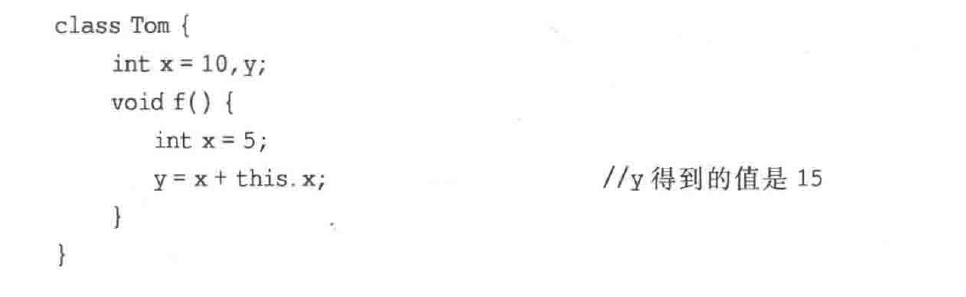 class Tom {
int x = 10,y;
void f() {
int x = 5;
y = x + this.x; //y 得到的值是 15
}
}